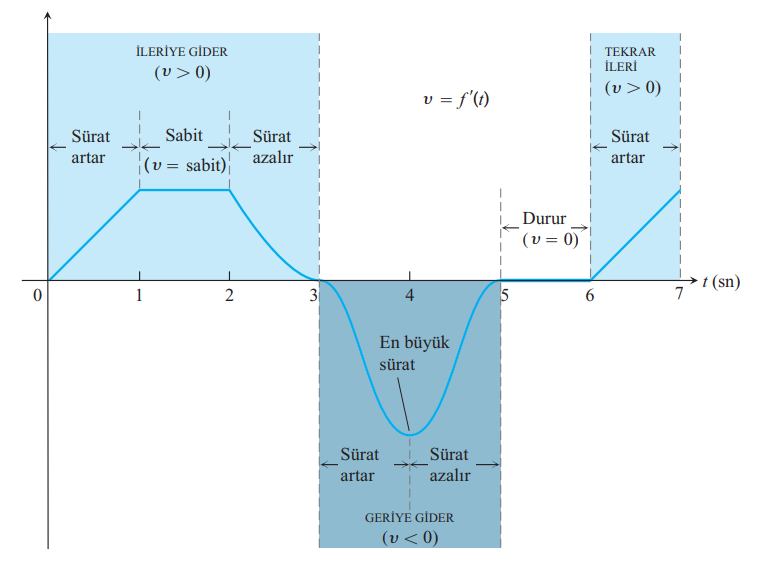 İLERİYE GİDER
(υ > 0)
TEKRAR
İLERİ
(υ > 0)
υ = f′(t)
Sürat
artar
Sabit
(υ = sabit)
Sürat
azalır
Sürat
artar
Durur
(υ = 0)
0
1
2
3
4
5
6
7
t (sn)
En büyük
sürat
Sürat
artar
Sürat
azalır
GERİYE GİDER
(υ < 0)